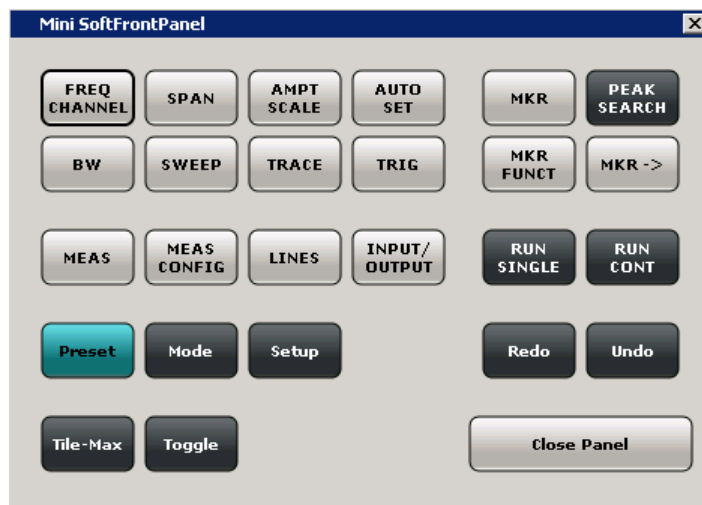 Mini SoftFrontPanel
FREQ
CHANNEL
SPAN
AMPT
SCALE
AUTO
SET
MKR
PEAK
SEARCH
BW
SWEEP
TRACE
TRIG
MKR
FUNCT
MKR ->
MEAS
MEAS
CONFIG
LINES
INPUT/
OUTPUT
RUN
SINGLE
RUN
CONT
Preset
Mode
Setup
Redo
Undo
Tile-Max
Toggle
Close Panel